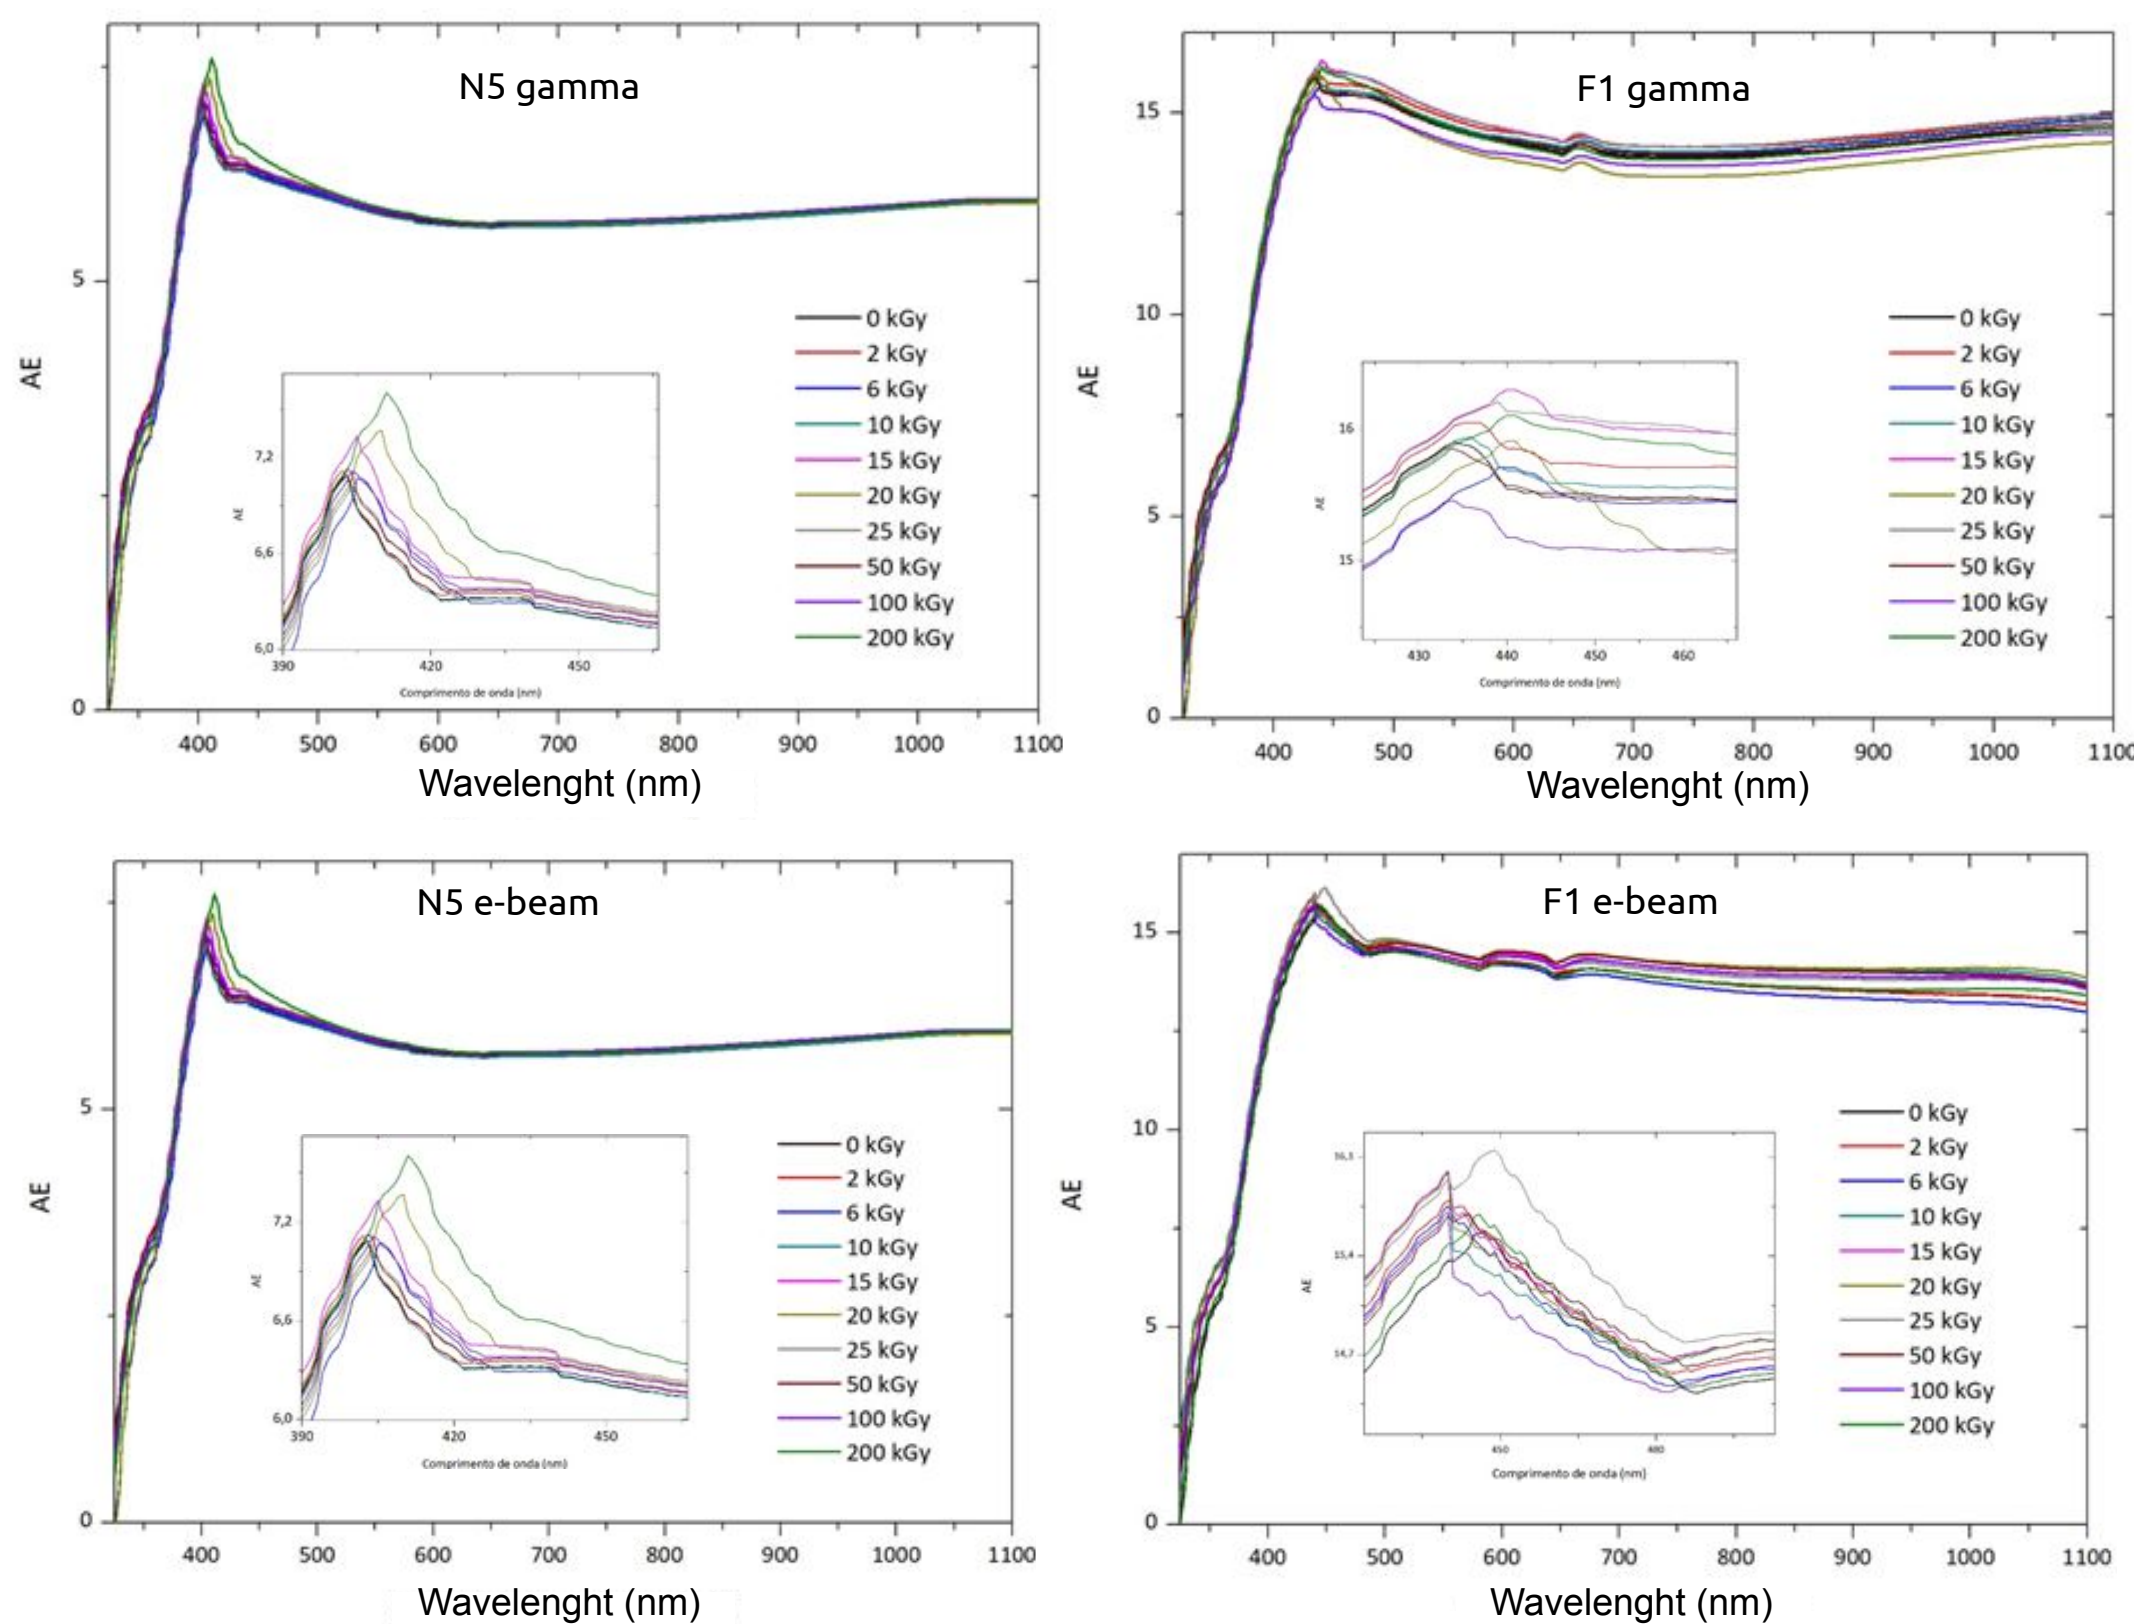 N5 gamma
AE
5
0
400 500 600 700 800 900 1000 1100
Wavelenght (nm)
0 kGy
2 kGy
6 kGy
10 kGy
15 kGy
20 kGy
25 kGy
50 kGy
100 kGy
200 kGy
AE
7,2
6,6
6,0
390 420 450
Comprimento de onda (nm)
F1 gamma
AE
15
10
5
0
400 500 600 700 800 900 1000 1100
Wavelenght (nm)
0 kGy
2 kGy
6 kGy
10 kGy
15 kGy
20 kGy
25 kGy
50 kGy
100 kGy
200 kGy
AE
16
15
430 440 450 460
Comprimento de onda (nm)
N5 e-beam
AE
5
0
400 500 600 700 800 900 1000 1100
Wavelenght (nm)
0 kGy
2 kGy
6 kGy
10 kGy
15 kGy
20 kGy
25 kGy
50 kGy
100 kGy
200 kGy
AE
7,2
6,6
6,0
390 420 450
Comprimento de onda (nm)
F1 e-beam
AE
15
10
5
0
400 500 600 700 800 900 1000 1100
Wavelenght (nm)
0 kGy
2 kGy
6 kGy
10 kGy
15 kGy
20 kGy
25 kGy
50 kGy
100 kGy
200 kGy
AE
15,4
14,7
450 480
Comprimento de onda (nm)